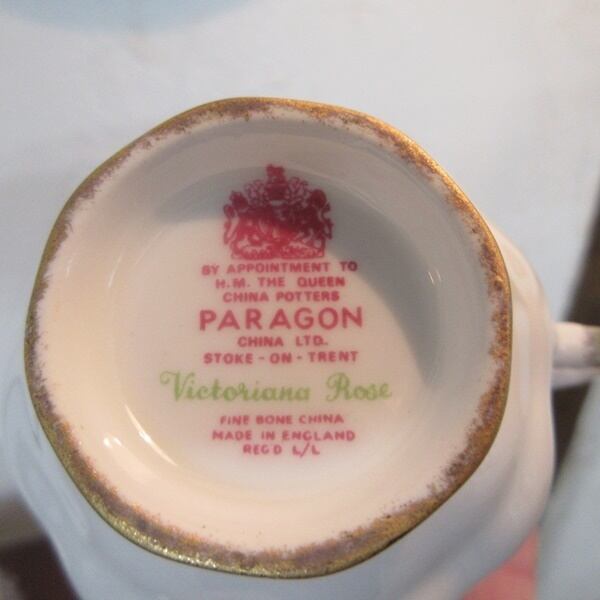 BY APPOINTMENT TO
H.M. THE QUEEN
CHINA POTTERS
PARAGON
CHINA LTD.
STOKE-ON-TRENT
Victoriana Rose
FINE BONE CHINA
MADE IN ENGLAND
REGD L/L